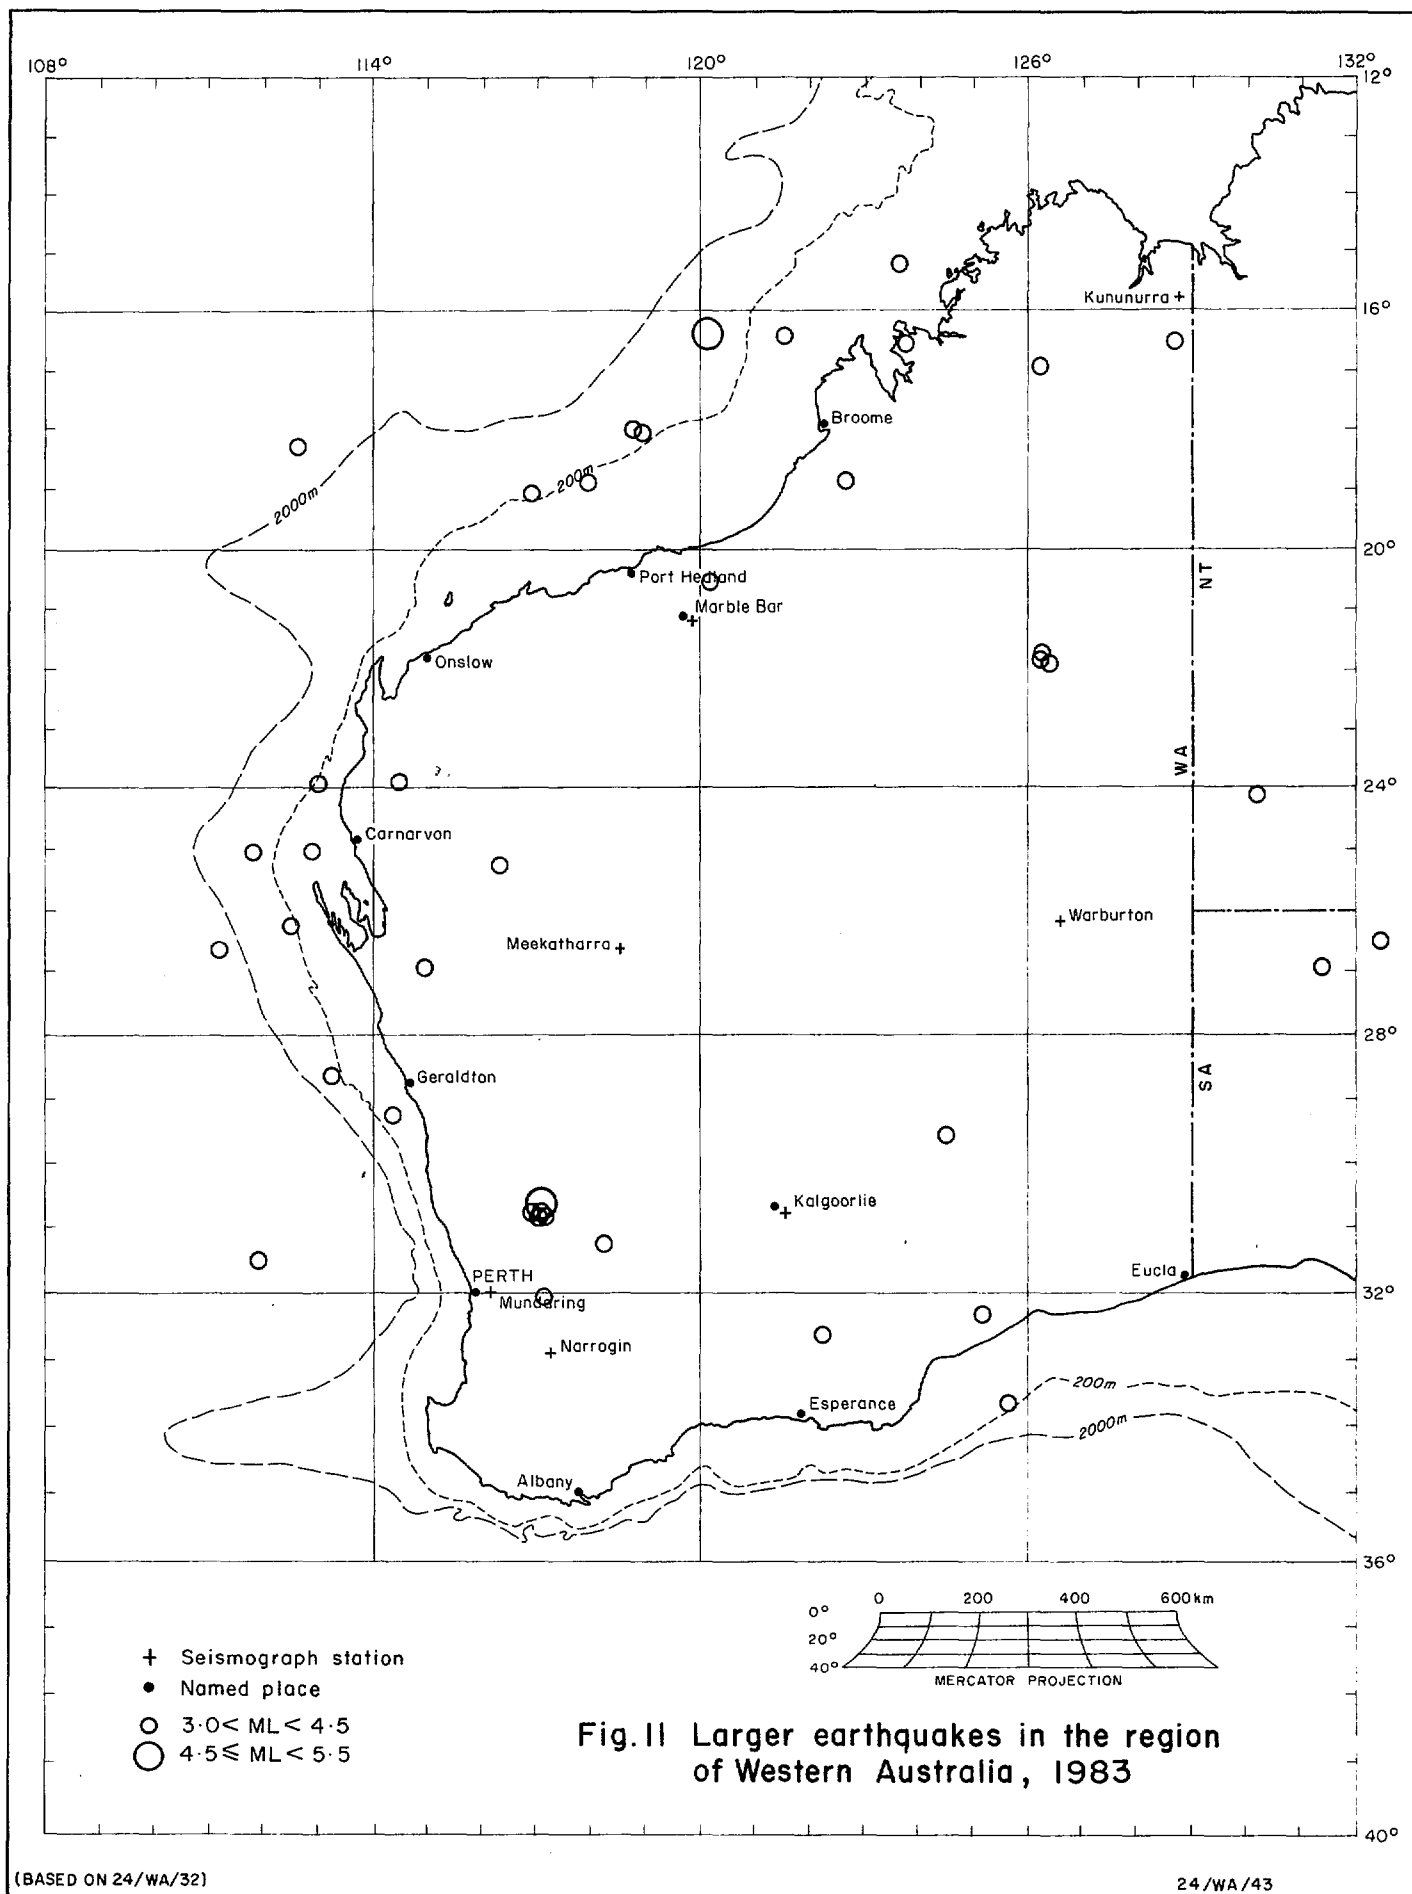 108° 114° 120° 126° 132°
12°
Kununurra
16°
Broome
2000m
200m
20°
Port Hedland
NT
Marble Bar
Onslow
WA
24°
Carnarvon
Warburton
Meekatharra
28°
Geraldton
SA
Kalgoorlie
Eucla
PERTH
32°
Mundaring
Narrogin
200m
Esperance
2000m
Albany
36°
0 200 400 600km
0°
20°
40°
MERCATOR PROJECTION
+ Seismograph station
• Named place
○ 3·0< ML< 4·5
◯ 4·5≤ ML< 5·5
Fig. 11 Larger earthquakes in the region
of Western Australia, 1983
40°
(BASED ON 24/WA/32)
24/WA/43